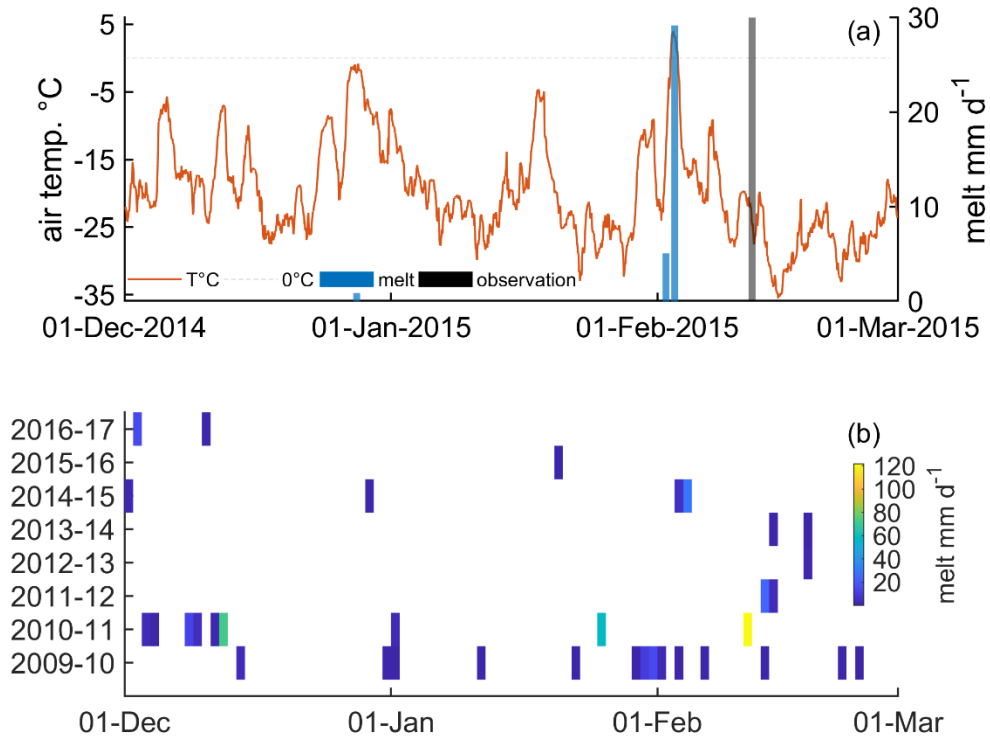 (a)
5
-5
-15
-25
-35
air temp. °C
30
20
10
0
melt mm d-1
T°C 0°C melt observation
01-Dec-2014 01-Jan-2015 01-Feb-2015 01-Mar-2015
(b)
2016-17
2015-16
2014-15
2013-14
2012-13
2011-12
2010-11
2009-10
120
100
80
60
40
20
melt mm d-1
01-Dec 01-Jan 01-Feb 01-Mar